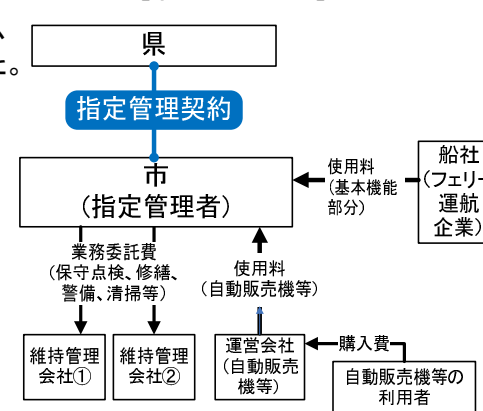 県
。
指定管理契約
市
(指定管理者)
使用料
(基本機能
部分)
船社
(フェリー
運航
企業)
業務委託費
(保守点検、修繕、
警備、清掃等)
使用料
(自動販売機等)
維持管理
会社①
維持管理
会社②
運営会社
(自動販売
機等)
購入費
自動販売機等の
利用者